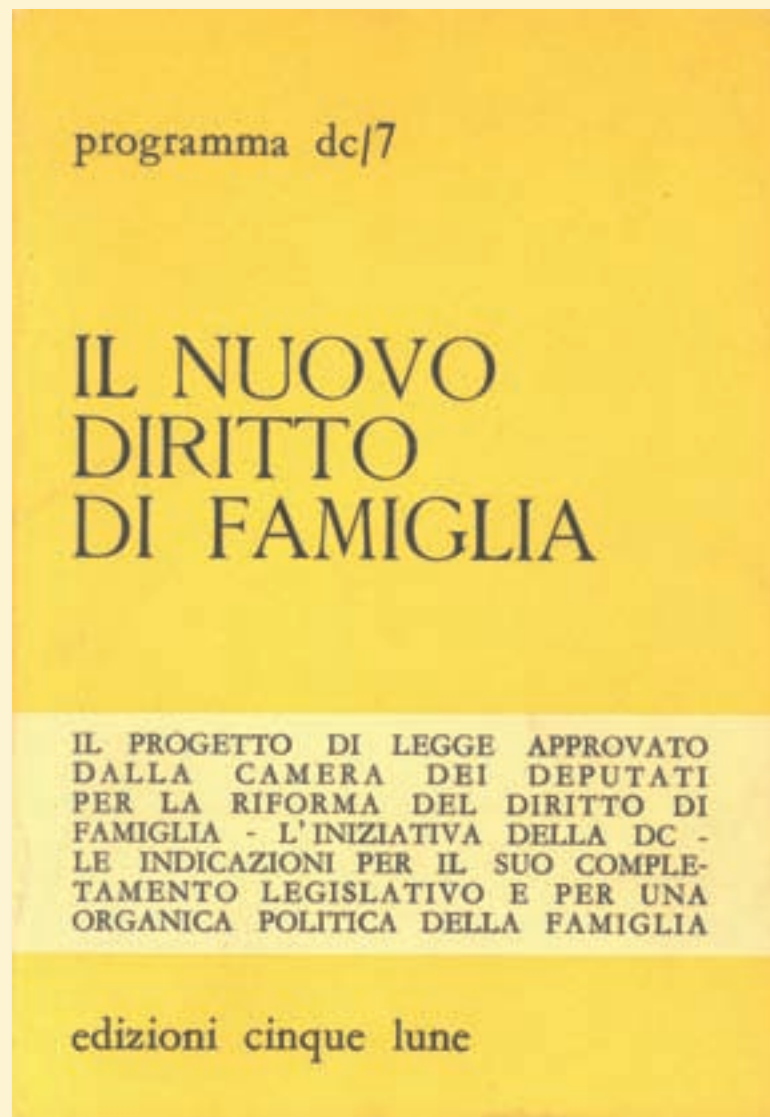 programma dc/7
IL NUOVO
DIRITTO
DI FAMIGLIA
IL PROGETTO DI LEGGE APPROVATO
DALLA CAMERA DEI DEPUTATI
PER LA RIFORMA DEL DIRITTO DI
FAMIGLIA - L'INIZIATIVA DELLA DC -
LE INDICAZIONI PER IL SUO COMPLE-
TAMENTO LEGISLATIVO E PER UNA
ORGANICA POLITICA DELLA FAMIGLIA
edizioni cinque lune